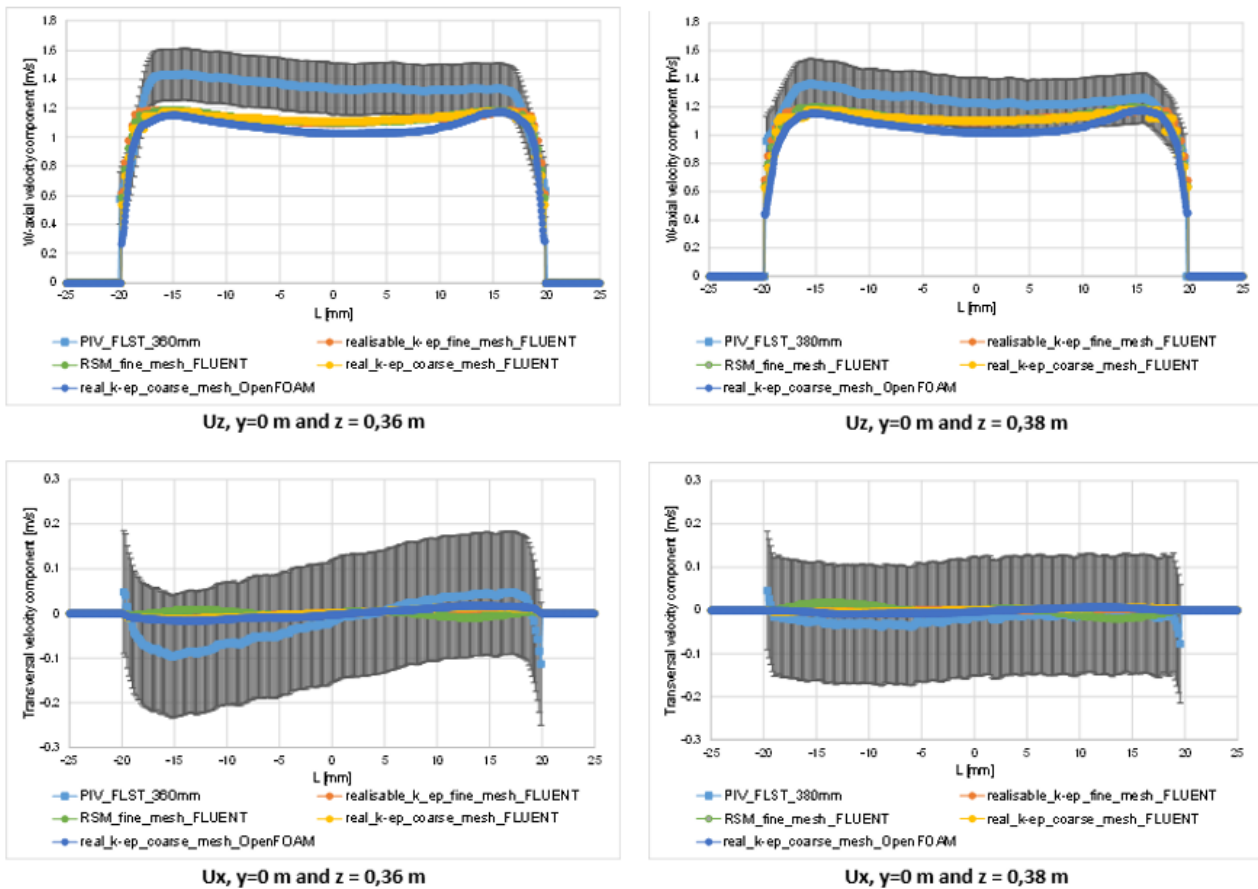 W-axial velocity component [m/s]
1.8
1.6
1.4
1.2
1
0.8
0.6
0.4
0.2
0
-25 -20 -15 -10 -5 0 5 10 15 20 25
L [mm]
PIV_FLST_360mm realisable_k-ep_fine_mesh_FLUENT
RSM_fine_mesh_FLUENT real_k-ep_coarse_mesh_FLUENT
real_k-ep_coarse_mesh_OpenFOAM
Uz, y=0 m and z = 0,36 m
W-axial velocity component [m/s]
1.8
1.6
1.4
1.2
1
0.8
0.6
0.4
0.2
0
-25 -20 -15 -10 -5 0 5 10 15 20 25
L [mm]
PIV_FLST_380mm realisable_k-ep_fine_mesh_FLUENT
RSM_fine_mesh_FLUENT real_k-ep_coarse_mesh_FLUENT
real_k-ep_coarse_mesh_OpenFOAM
Uz, y=0 m and z = 0,38 m
Transversal velocity component [m/s]
0.3
0.2
0.1
0
-0.1
-0.2
-0.3
-25 -20 -15 -10 -5 0 5 10 15 20 25
L [mm]
PIV_FLST_360mm realisable_k_ep_fine_mesh_FLUENT
RSM_fine_mesh_FLUENT real_k-ep_coarse_mesh_FLUENT
real_k-ep_coarse_mesh_OpenFOAM
Ux, y=0 m and z = 0,36 m
Transversal velocity component [m/s]
0.3
0.2
0.1
0
-0.1
-0.2
-0.3
-25 -20 -15 -10 -5 0 5 10 15 20 25
L [mm]
PIV_FLST_380mm realisable_k-ep_fine_mesh_FLUENT
RSM_fine_mesh_FLUENT real_k-ep_coarse_mesh_FLUENT
real_k-ep_coarse_mesh_OpenFOAM
Ux, y=0 m and z = 0,38 m